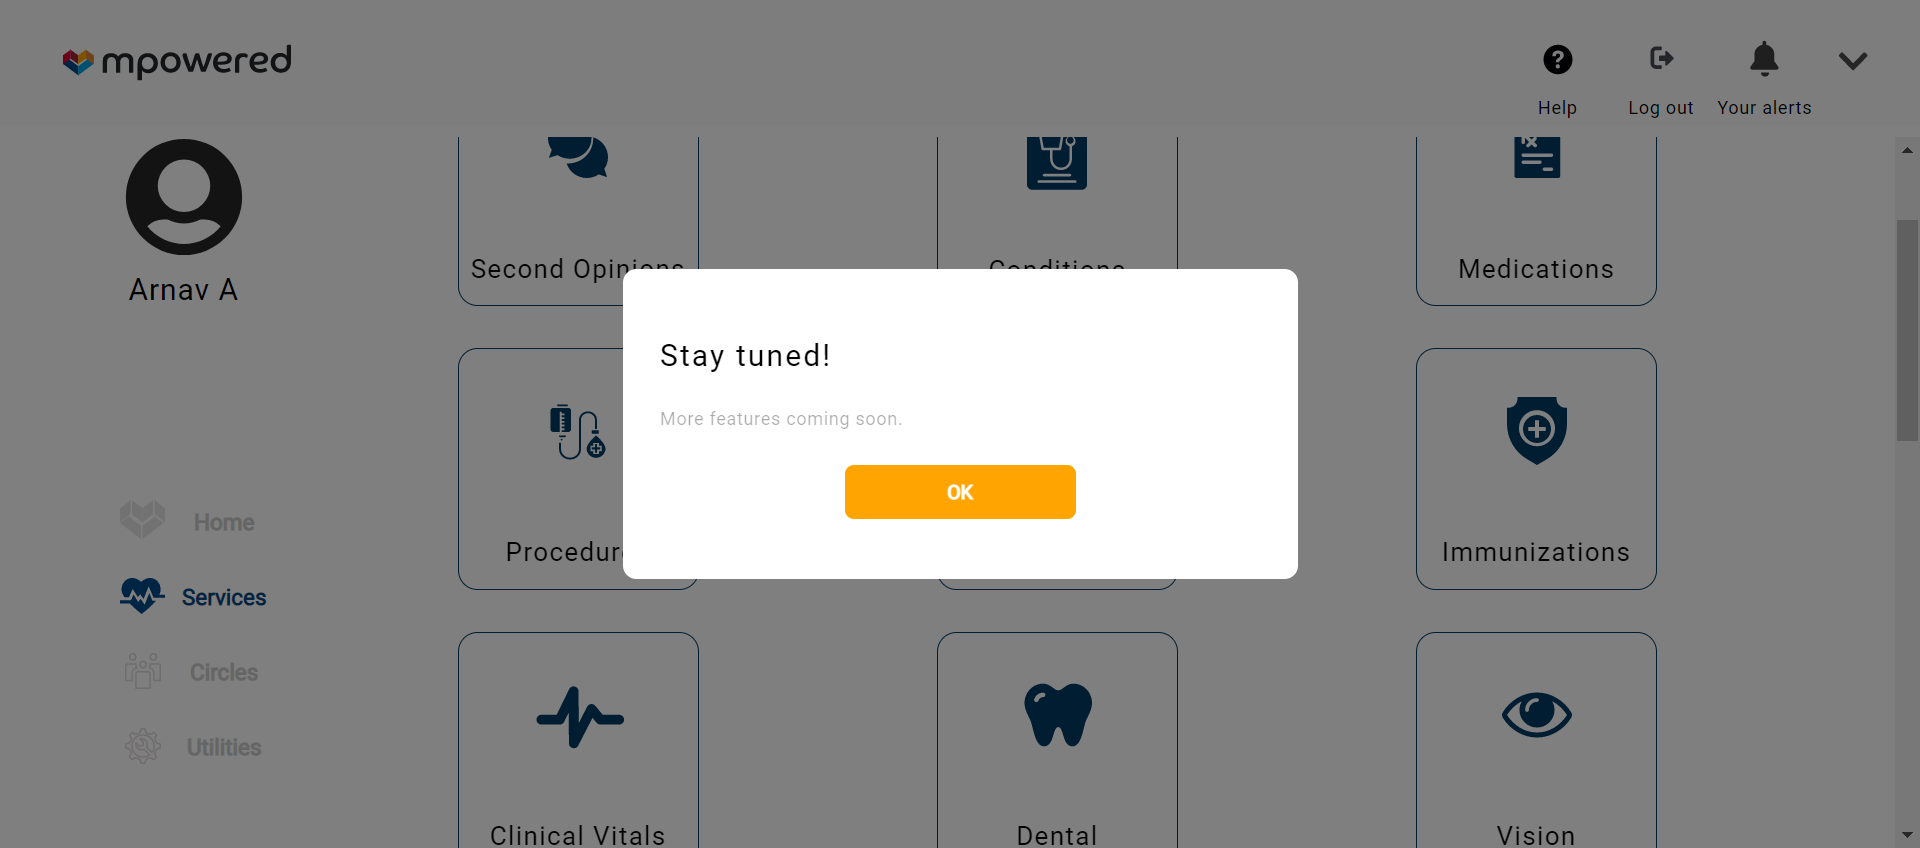 mpowered
Help
Log out
Your alerts
Arnav A
Home
Services
Circles
Utilities
Second Opinions
Conditions
Medications
Stay tuned!
More features coming soon.
OK
Procedur
Immunizations
Clinical Vitals
Dental
Vision